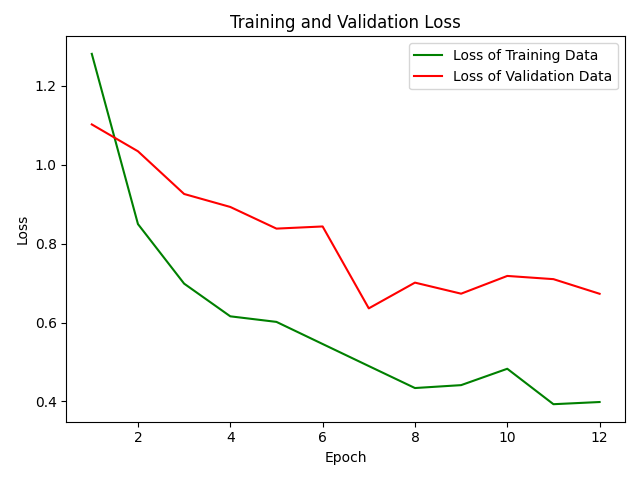 Training and Validation Loss
Loss of Training Data
Loss of Validation Data
1.2
1.0
0.8
0.6
0.4
Loss
2 4 6 8 10 12
Epoch